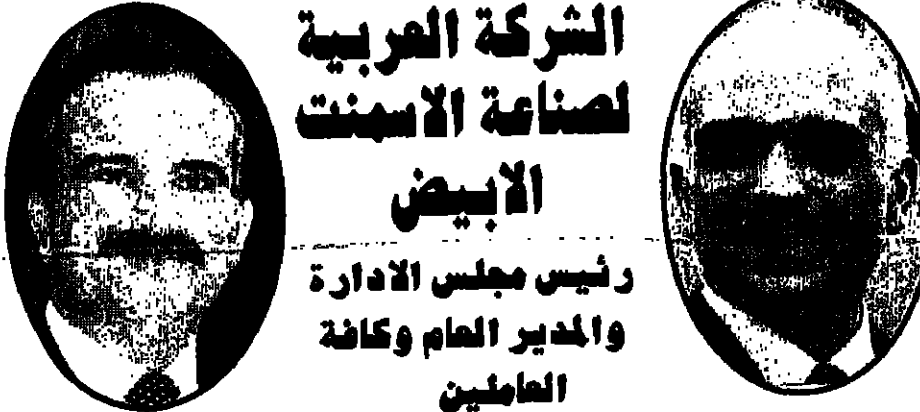 الشركة العربية
لصناعة الاسمنت
الابيض
رئيس مجلس الادارة
والمدير العام وكافة
العاملين